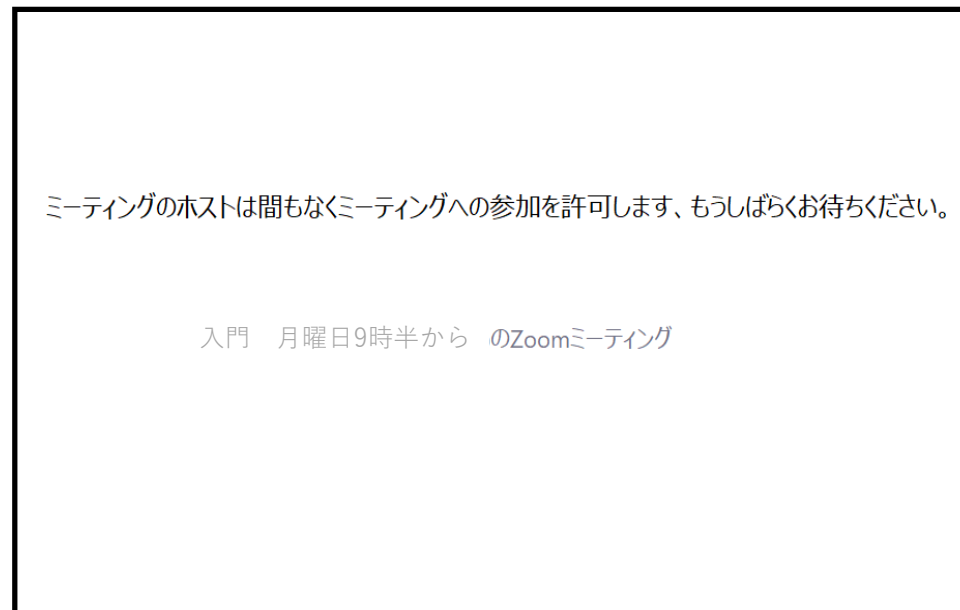 ミーティングのホストは間もなくミーティングへの参加を許可します、もうしばらくお待ちください。
入門　月曜日9時半から　のZoomミーティング